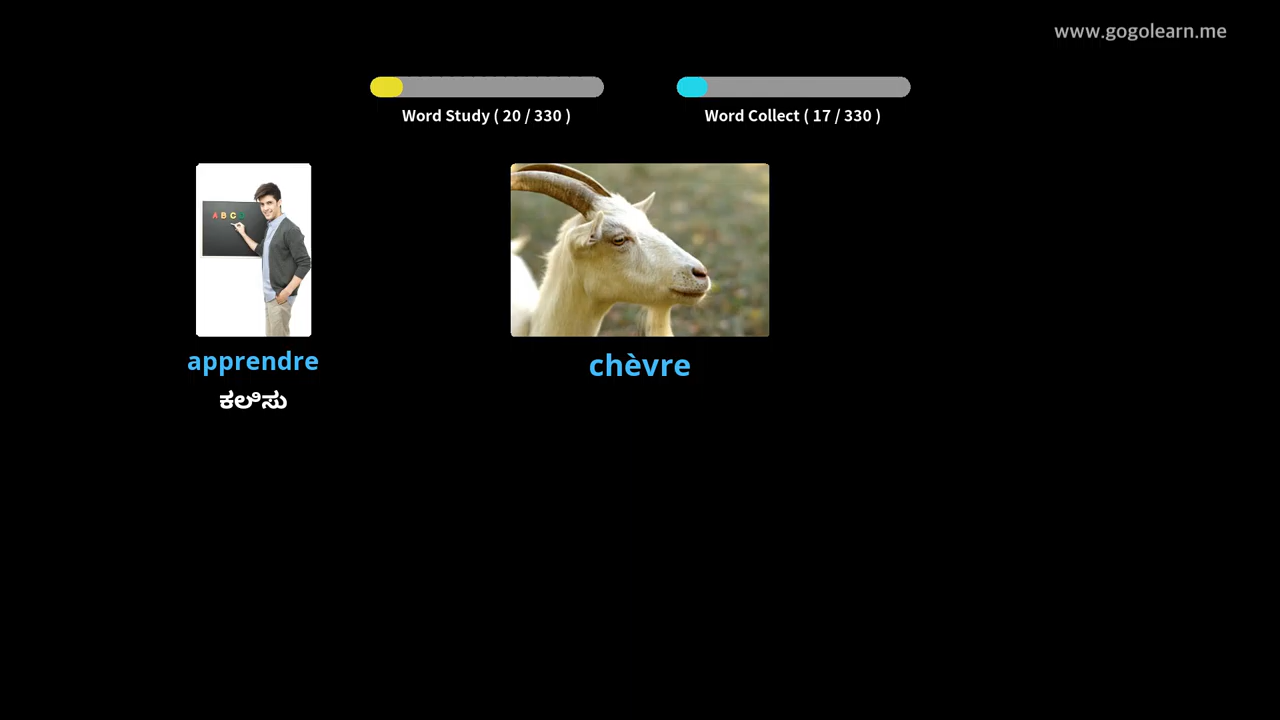 www.gogolearn.me
Word Study ( 20 / 330 )
Word Collect ( 17 / 330 )
A B C D
apprendre
ಕಲಿಸು
chèvre